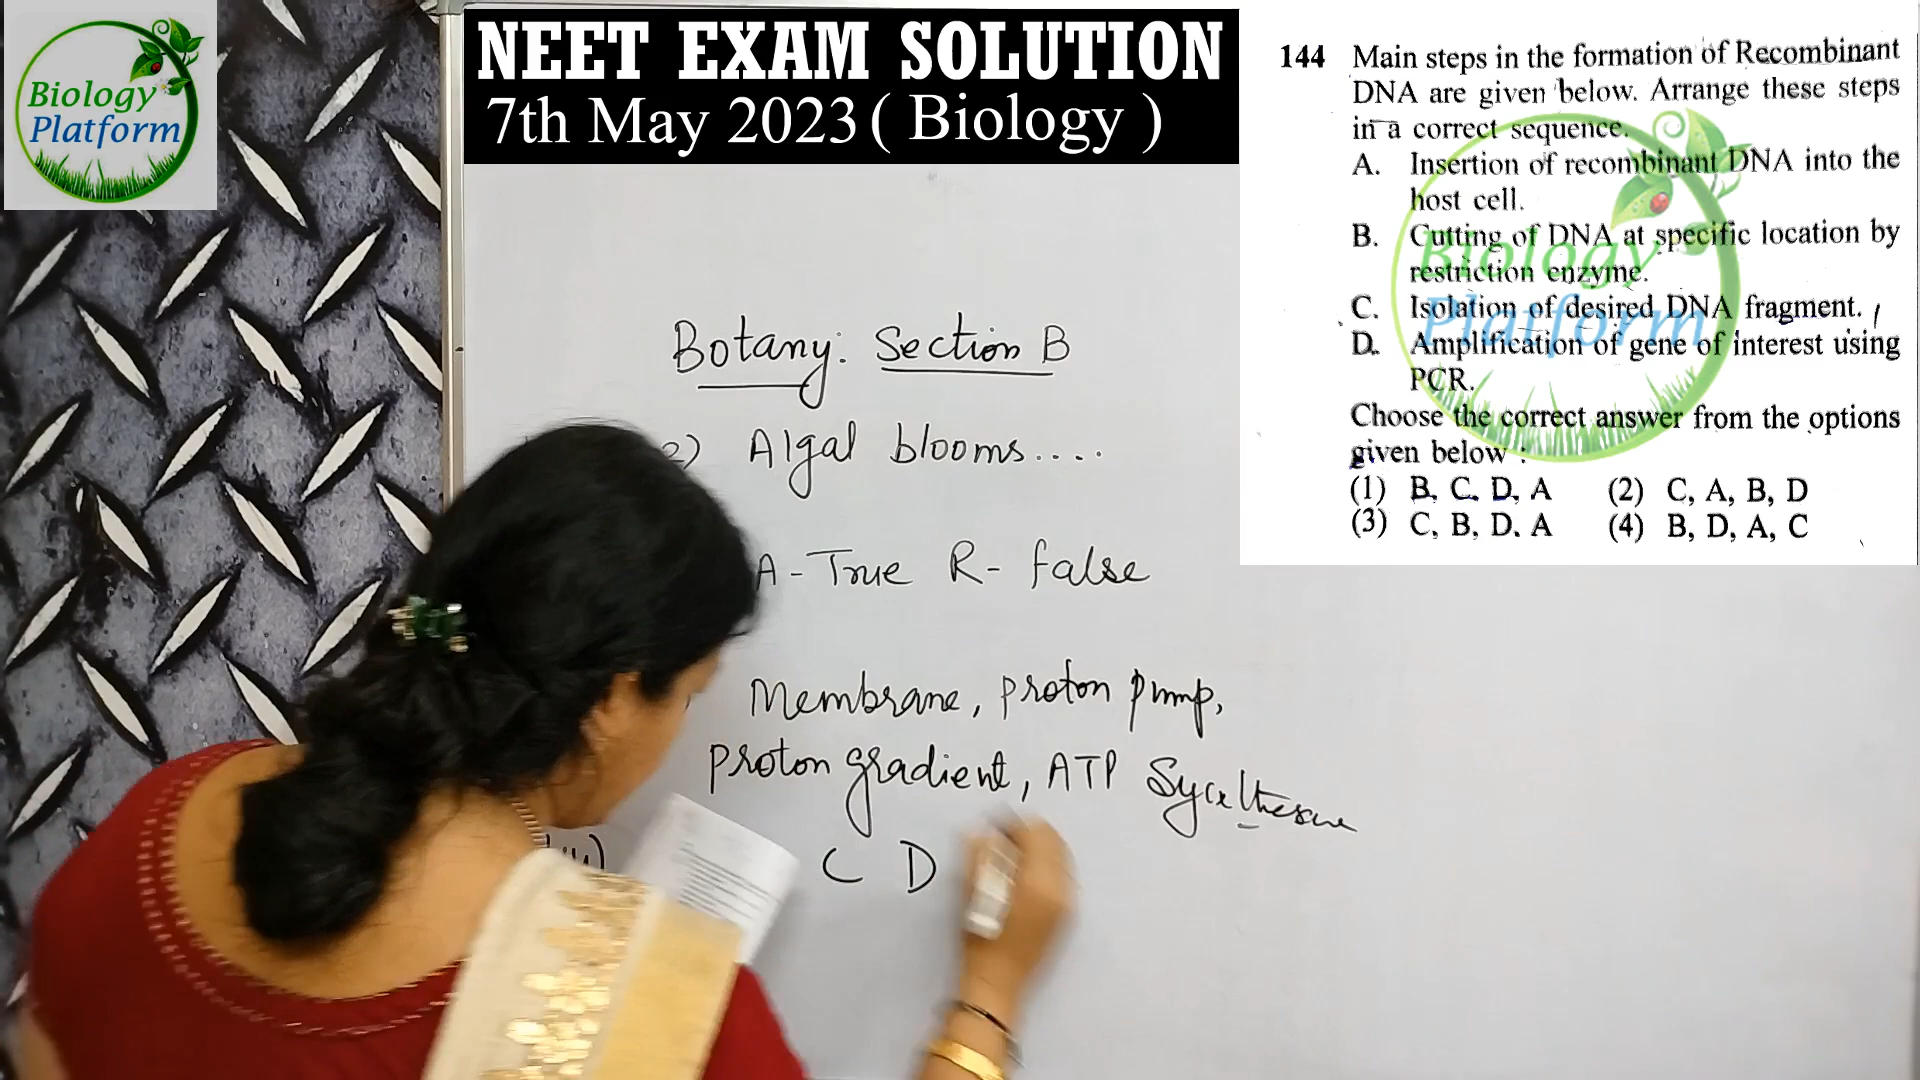 Biology
Platform
NEET EXAM SOLUTION
7th May 2023 ( Biology )
144 Main steps in the formation of Recombinant
DNA are given below. Arrange these steps
in a correct sequence.
A. Insertion of recombinant DNA into the
host cell.
B. Cutting of DNA at specific location by
restriction enzyme.
C. Isolation of desired DNA fragment.
D. Amplification of gene of interest using
PCR.
Choose the correct answer from the options
given below :
(1) B, C, D, A (2) C, A, B, D
(3) C, B, D, A (4) B, D, A, C
Biology
Platform
Botany: Section B
2) Algal blooms....
A - True R - false
Membrane, proton pump,
proton gradient, ATP
C D